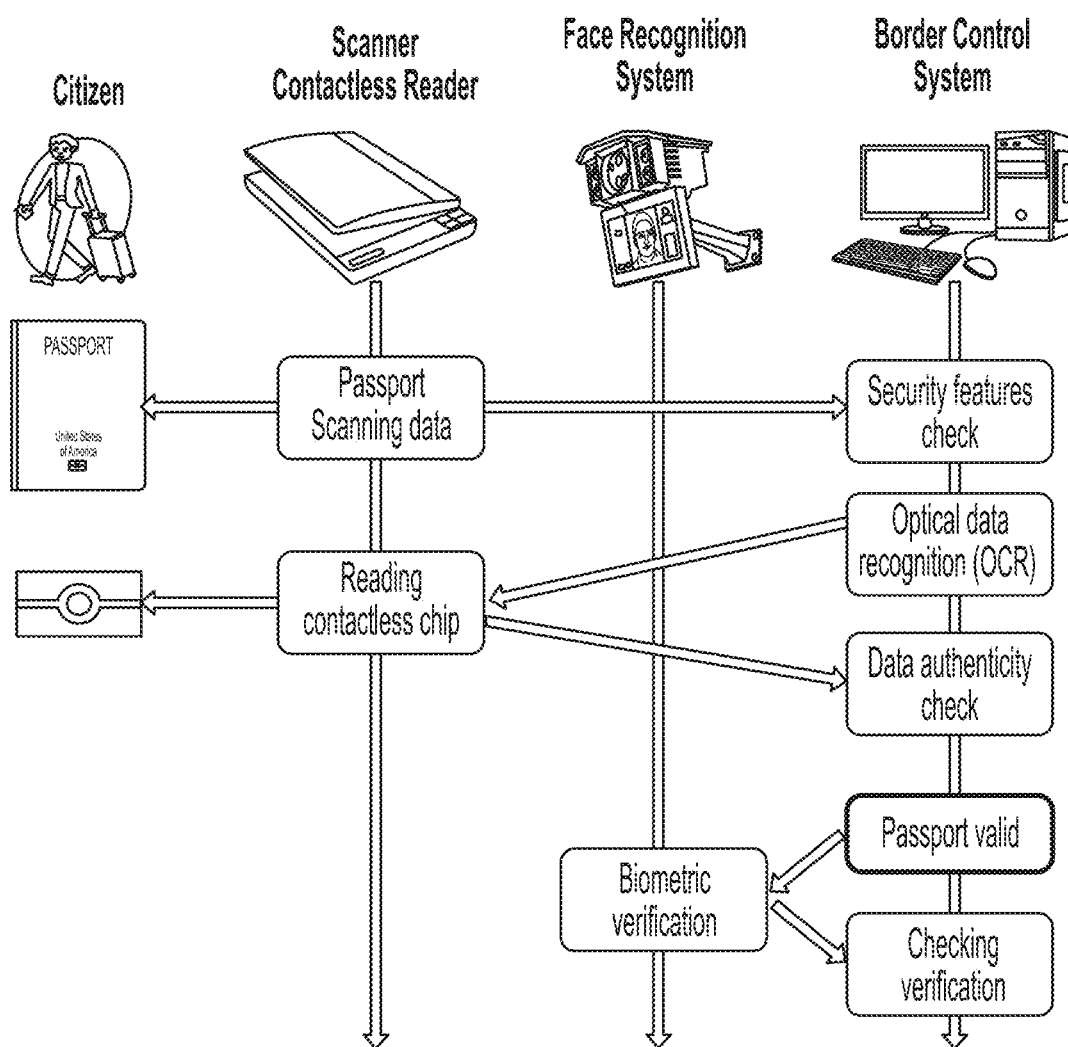 Citizen
Scanner
Contactless Reader
Face Recognition
System
Border Control
System
PASSPORT
United States
of America
Passport
Scanning data
Security features
check
Optical data
recognition (OCR)
Reading
contactless chip
Data authenticity
check
Passport valid
Biometric
verification
Checking
verification